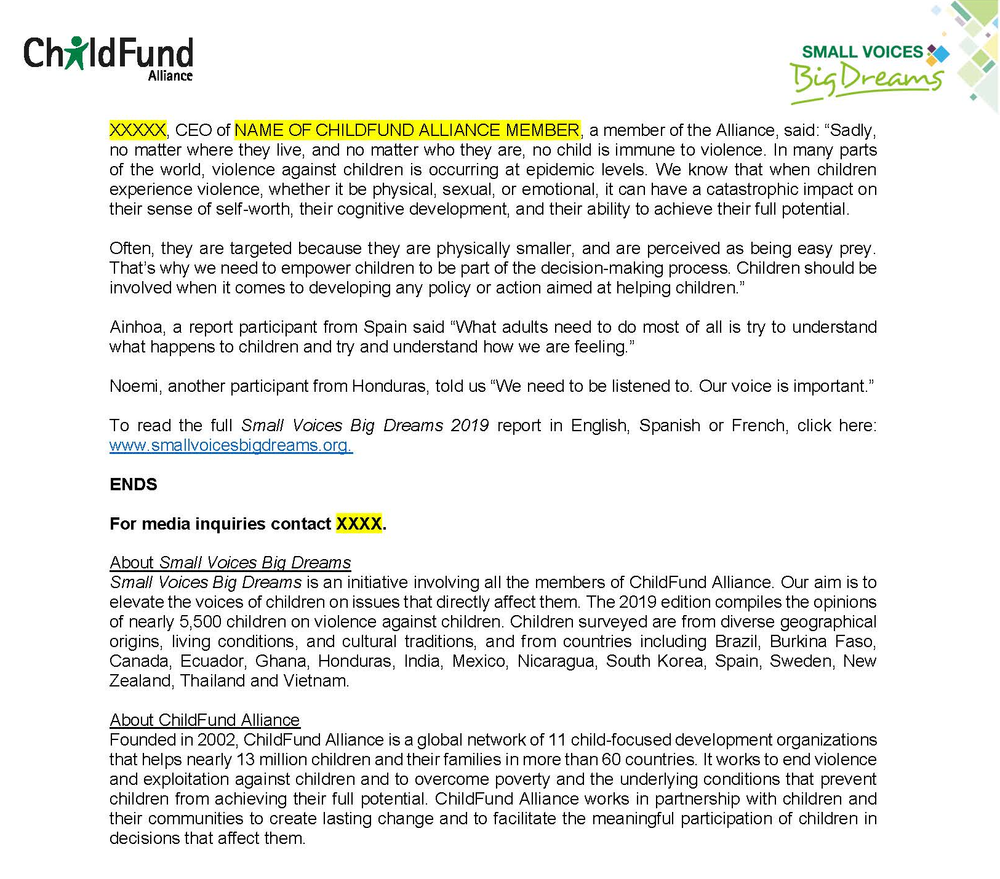 ChildFund
Alliance
SMALL VOICES
Big Dreams
XXXXX, CEO of NAME OF CHILDFUND ALLIANCE MEMBER, a member of the Alliance, said: “Sadly,
no matter where they live, and no matter who they are, no child is immune to violence. In many parts
of the world, violence against children is occurring at epidemic levels. We know that when children
experience violence, whether it be physical, sexual, or emotional, it can have a catastrophic impact on
their sense of self-worth, their cognitive development, and their ability to achieve their full potential.
Often, they are targeted because they are physically smaller, and are perceived as being easy prey.
That’s why we need to empower children to be part of the decision-making process. Children should be
involved when it comes to developing any policy or action aimed at helping children.”
Ainhoa, a report participant from Spain said “What adults need to do most of all is try to understand
what happens to children and try and understand how we are feeling.”
Noemi, another participant from Honduras, told us “We need to be listened to. Our voice is important.”
To read the full Small Voices Big Dreams 2019 report in English, Spanish or French, click here:
www.smallvoicesbigdreams.org.
ENDS
For media inquiries contact XXXX.
About Small Voices Big Dreams
Small Voices Big Dreams is an initiative involving all the members of ChildFund Alliance. Our aim is to
elevate the voices of children on issues that directly affect them. The 2019 edition compiles the opinions
of nearly 5,500 children on violence against children. Children surveyed are from diverse geographical
origins, living conditions, and cultural traditions, and from countries including Brazil, Burkina Faso,
Canada, Ecuador, Ghana, Honduras, India, Mexico, Nicaragua, South Korea, Spain, Sweden, New
Zealand, Thailand and Vietnam.
About ChildFund Alliance
Founded in 2002, ChildFund Alliance is a global network of 11 child-focused development organizations
that helps nearly 13 million children and their families in more than 60 countries. It works to end violence
and exploitation against children and to overcome poverty and the underlying conditions that prevent
children from achieving their full potential. ChildFund Alliance works in partnership with children and
their communities to create lasting change and to facilitate the meaningful participation of children in
decisions that affect them.